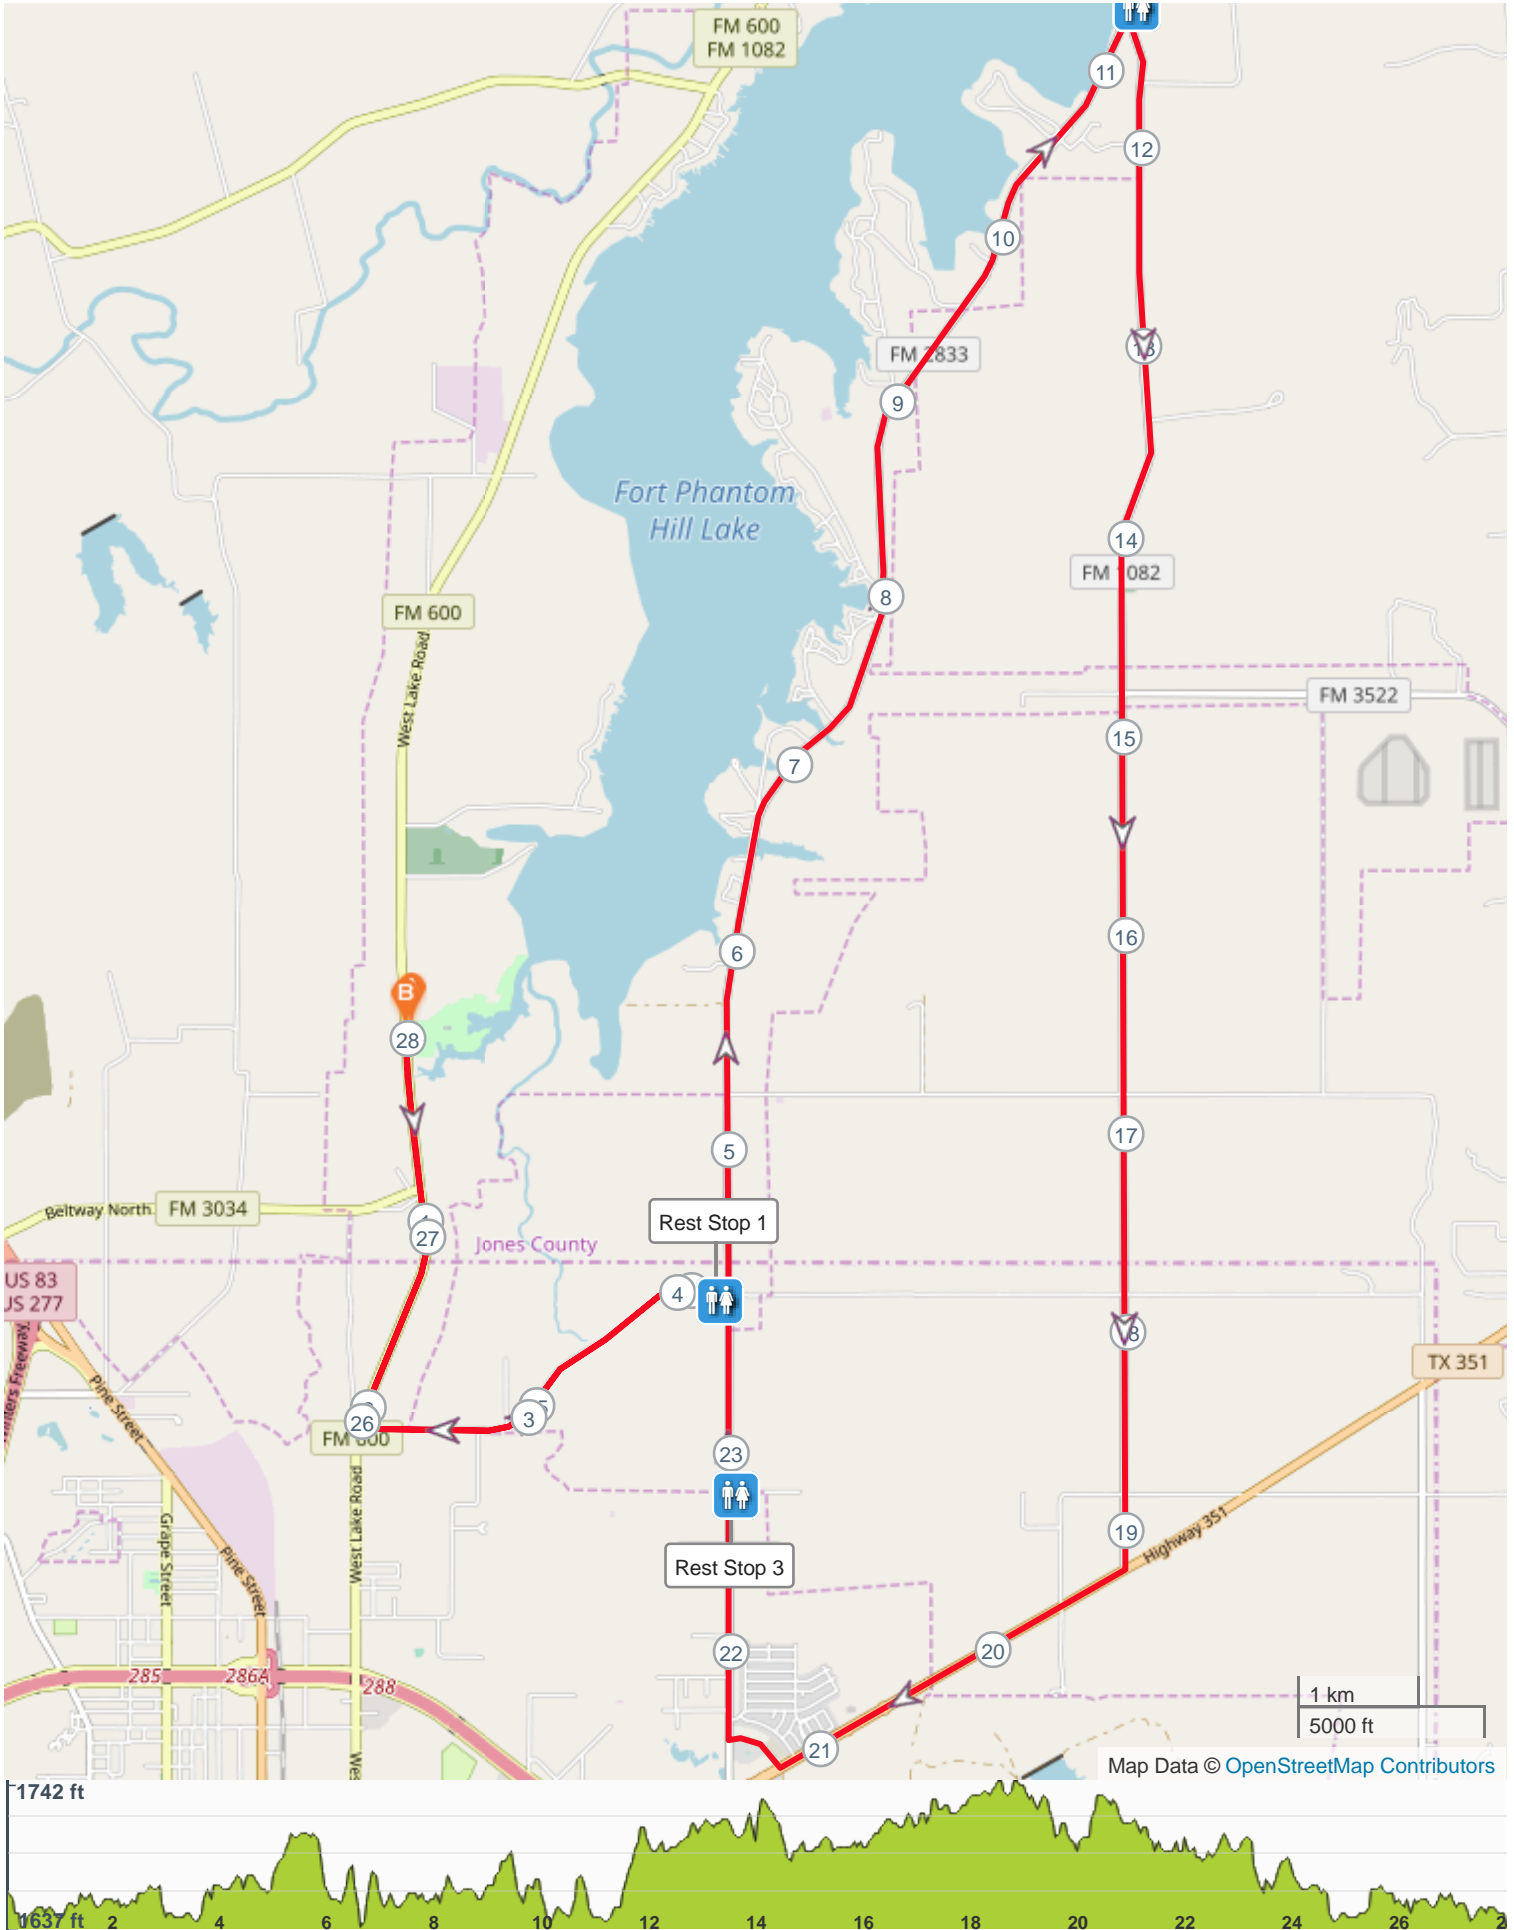 FM 600
FM 1082
11
12
10
FM 2833
13
9
Fort Phantom
Hill Lake
14
FM 1082
8
FM 600
West Lake Road
FM 3522
15
7
16
6
B
28
17
5
Beltway North
FM 3034
Rest Stop 1
27
Jones County
US 83
US 277
4
18
TX 351
Pine Street
3
26
FM 600
23
Grape Street
West Lake Road
19
Highway 351
Pine Street
Rest Stop 3
22
20
285
286A
288
1 km
21
5000 ft
Map Data © OpenStreetMap Contributors
1742 ft
1637 ft
2 4 6 8 10 12 14 16 18 20 22 24 26